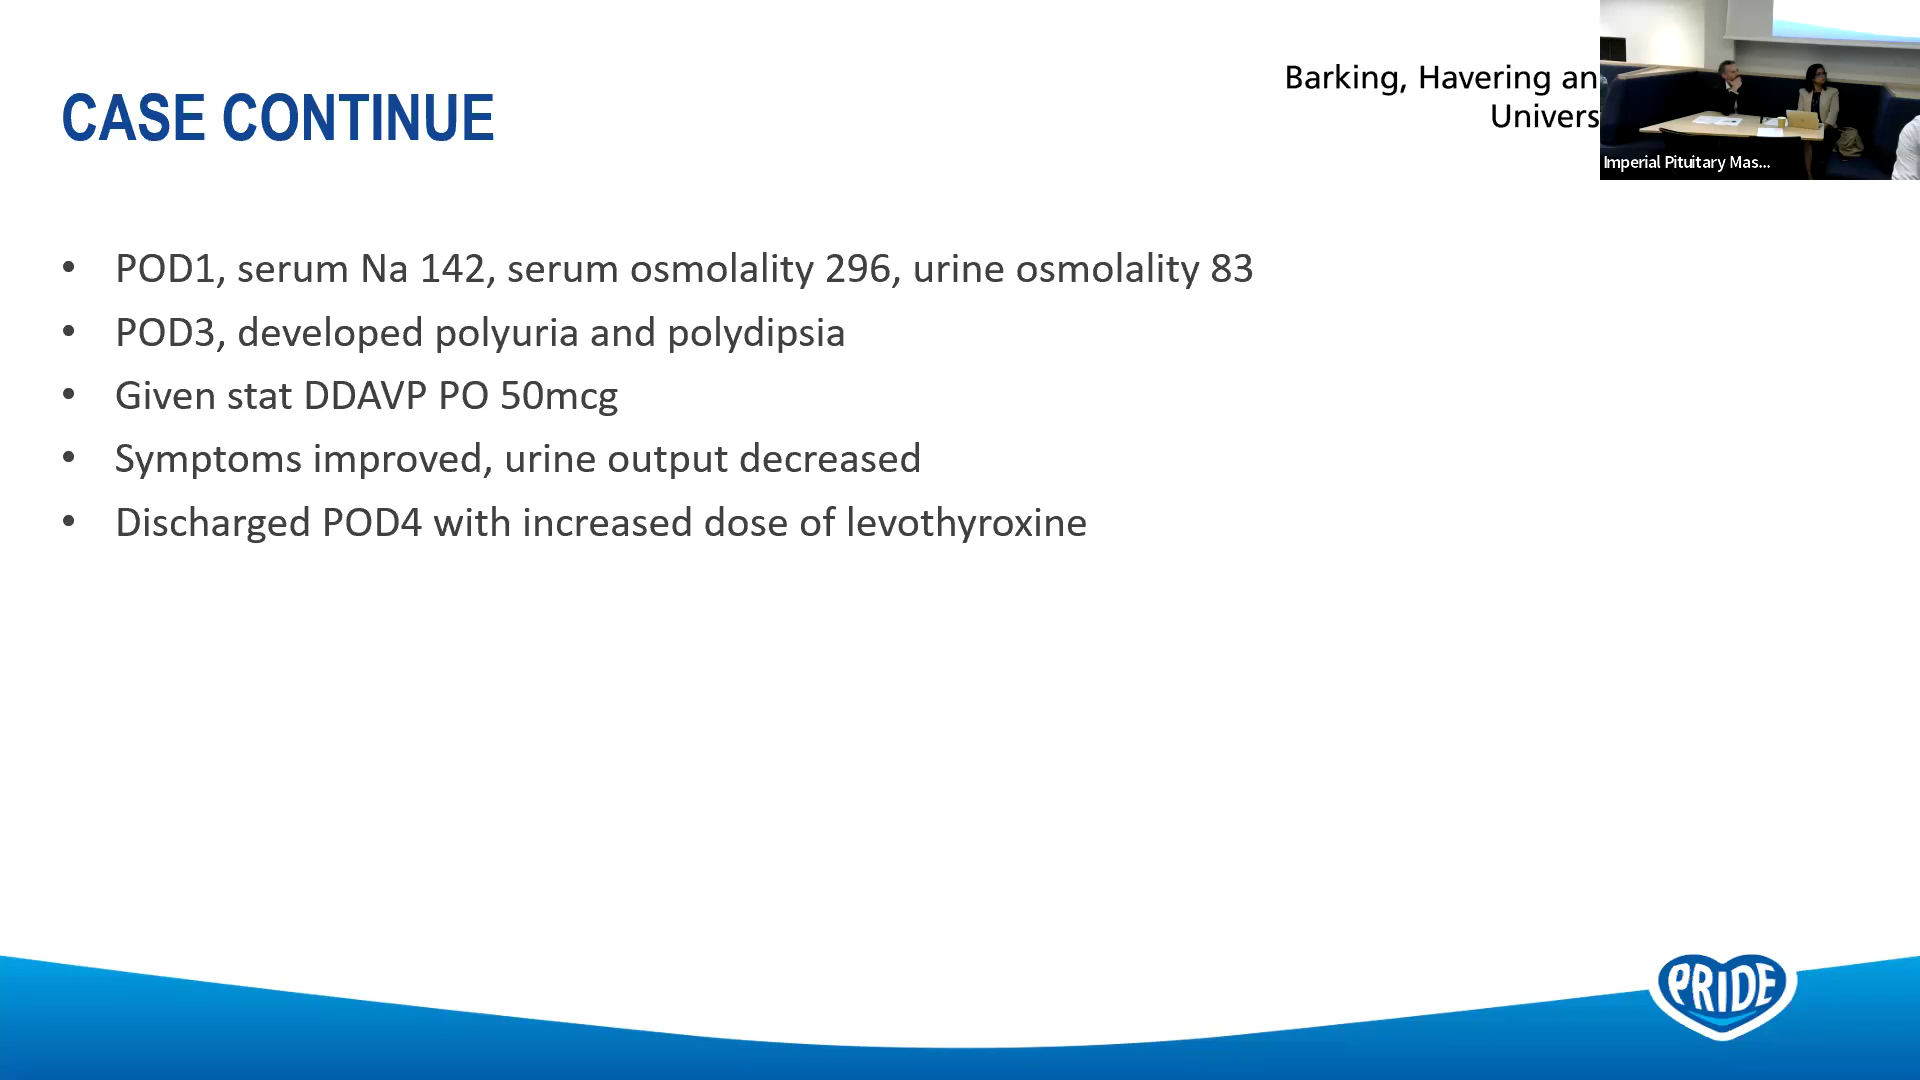 CASE CONTINUE
Barking, Havering an
Univers
Imperial Pituitary Mas...
• POD1, serum Na 142, serum osmolality 296, urine osmolality 83
• POD3, developed polyuria and polydipsia
• Given stat DDAVP PO 50mcg
• Symptoms improved, urine output decreased
• Discharged POD4 with increased dose of levothyroxine
PRIDE